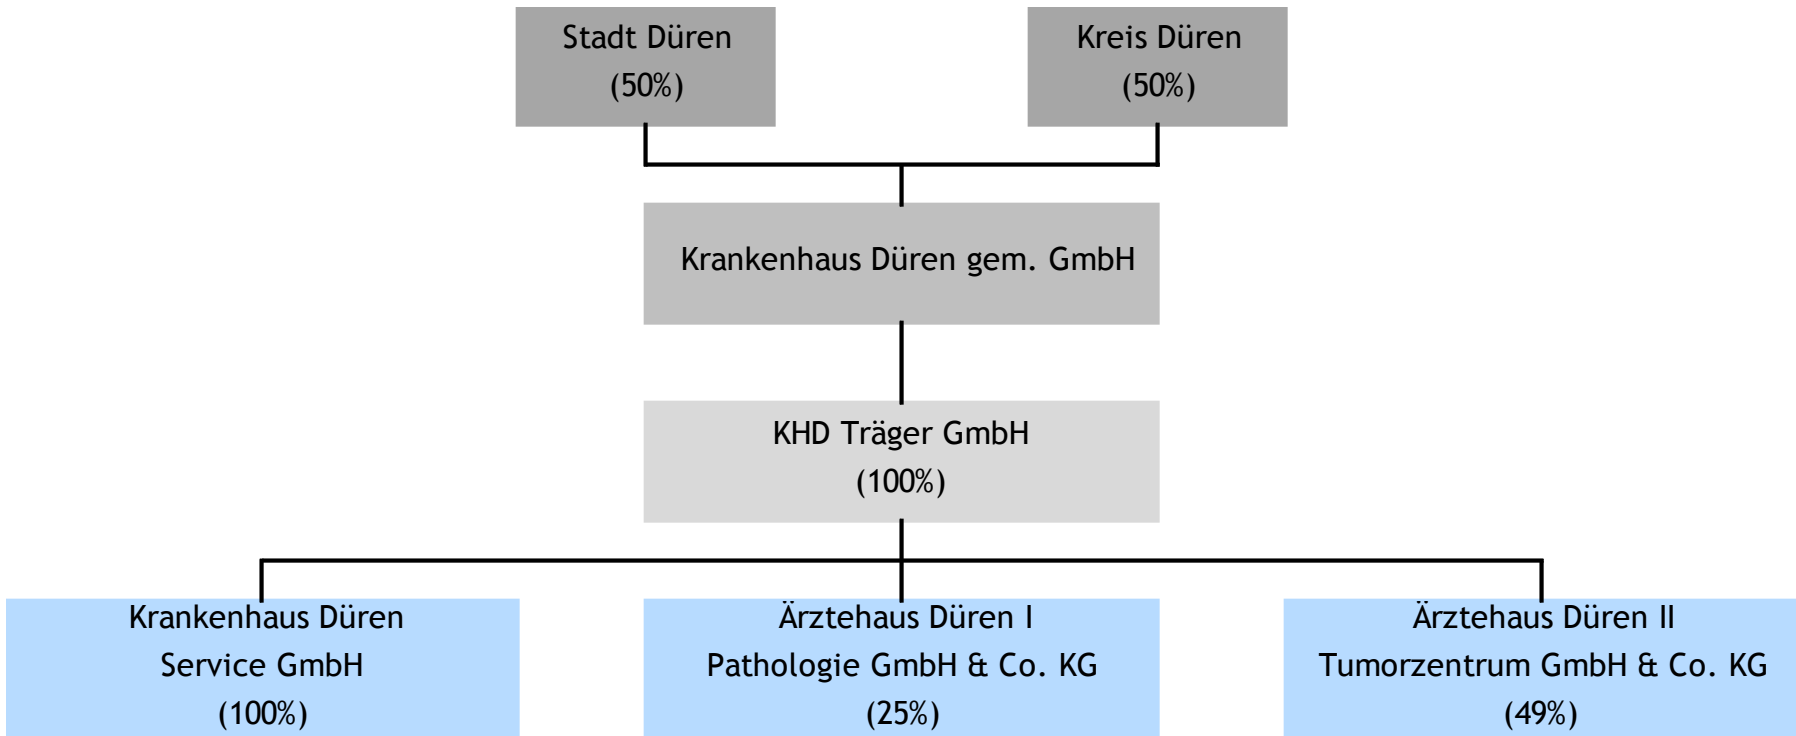 Stadt Düren
(50%)
Kreis Düren
(50%)
Krankenhaus Düren gem. GmbH
KHD Träger GmbH
(100%)
Krankenhaus Düren
Service GmbH
(100%)
Ärztehaus Düren I
Pathologie GmbH & Co. KG
(25%)
Ärztehaus Düren II
Tumorzentrum GmbH & Co. KG
(49%)